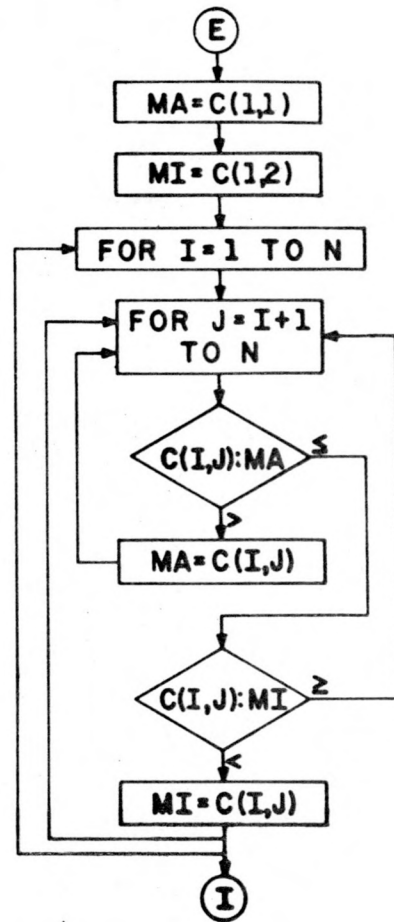 E
MA=C(1,1)
MI=C(1,2)
FOR I=1 TO N
FOR J=I+1
TO N
C(I,J):MA
≤
>
MA=C(I,J)
C(I,J):MI
≥
<
MI=C(I,J)
I